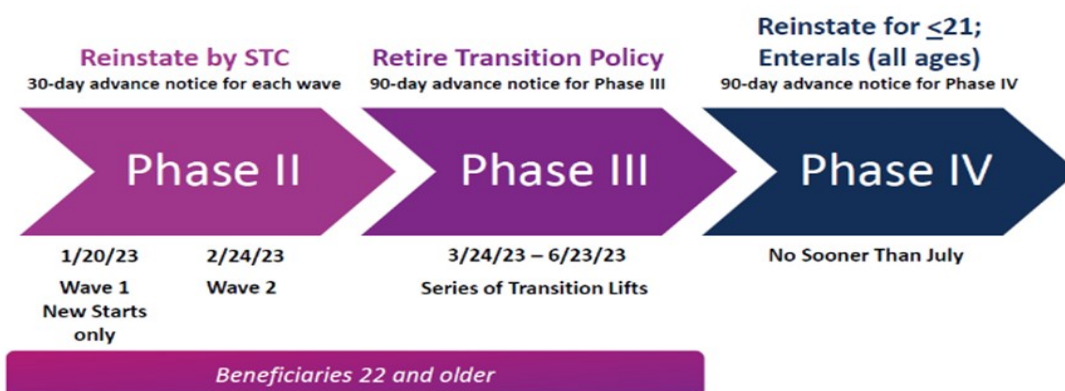 Reinstate by STC
30-day advance notice for each wave
Retire Transition Policy
90-day advance notice for Phase III
Reinstate for <21;
Enterals (all ages)
90-day advance notice for Phase IV
Phase II
Phase III
Phase IV
1/20/23
Wave 1
New Starts
only
2/24/23
Wave 2
3/24/23 – 6/23/23
Series of Transition Lifts
No Sooner Than July
Beneficiaries 22 and older